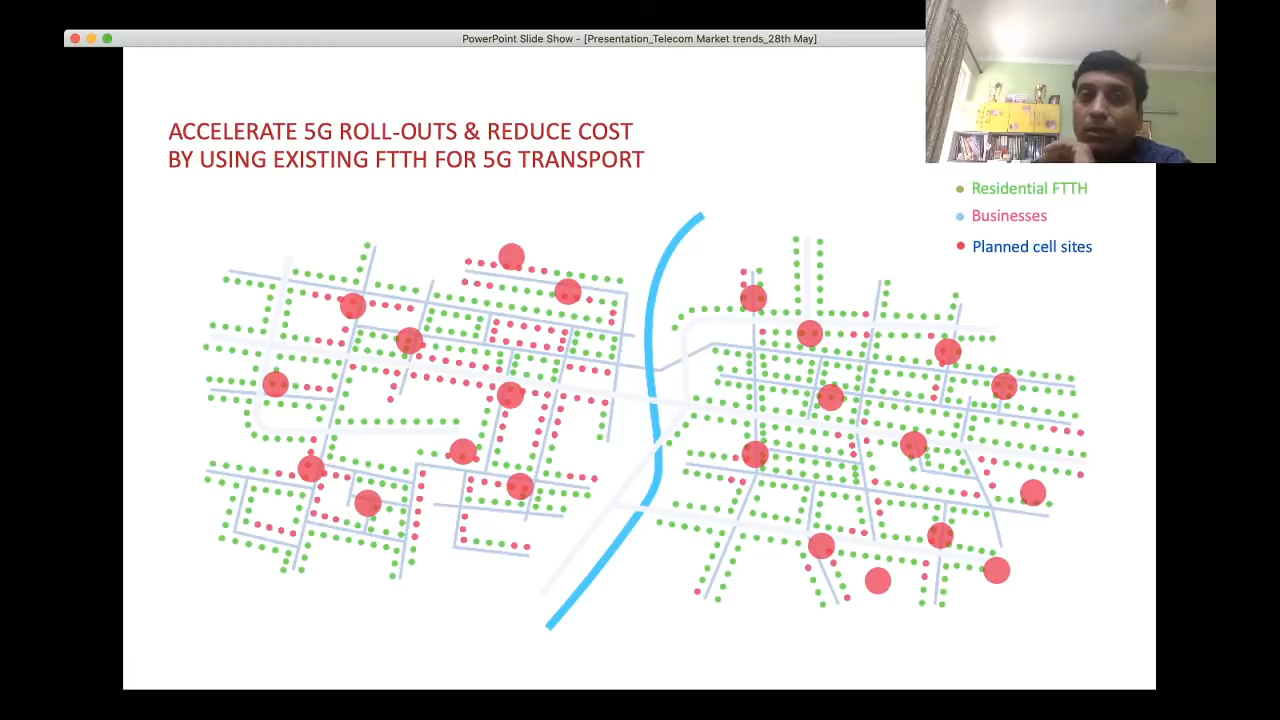 PowerPoint Slide Show - [Presentation_Telecom Market trends_28th May]
ACCELERATE 5G ROLL-OUTS & REDUCE COST
BY USING EXISTING FTTH FOR 5G TRANSPORT
Residential FTTH
Businesses
Planned cell sites